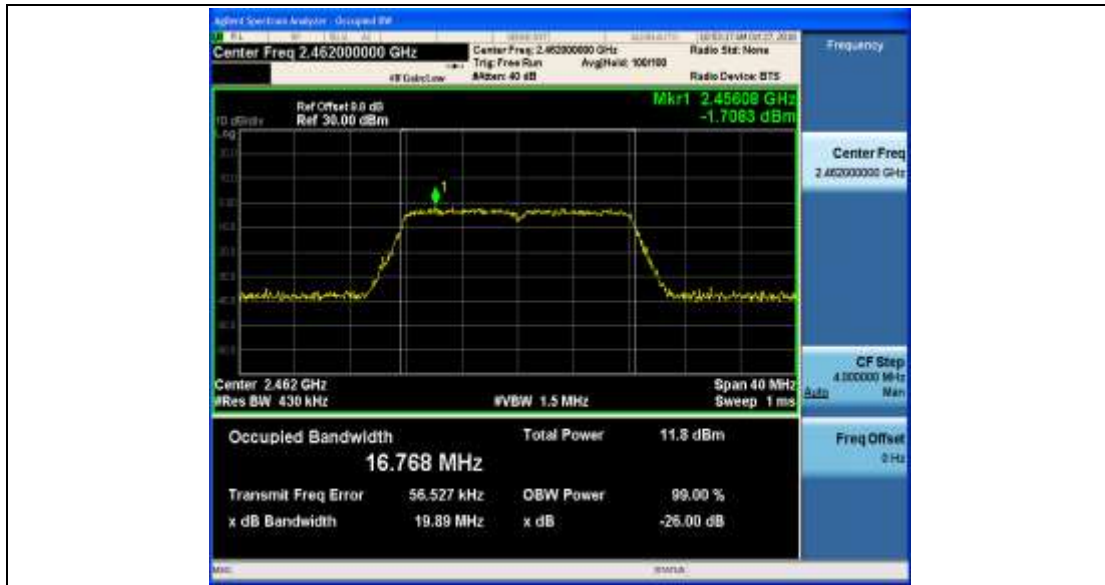 Agilent Spectrum Analyzer - Occupied BW
Center Freq 2.462000000 GHz
Center Freq: 2.462000000 GHz
Radio Std: None
Frequency
Trig: Free Run
Avg|Hold: 100/100
#IFGain:Low
#Atten: 40 dB
Radio Device: BTS
Ref Offset 9.8 dB
Mkr1 2.45608 GHz
10 dB/div
Ref 30.00 dBm
-1.7083 dBm
Log
1
Center Freq
2.462000000 GHz
Center 2.462 GHz
Span 40 MHz
#Res BW 430 kHz
#VBW 1.5 MHz
Sweep 1 ms
CF Step
4.000000 MHz
Auto
Man
Occupied Bandwidth
Total Power
11.8 dBm
16.768 MHz
Freq Offset
0 Hz
Transmit Freq Error
56.527 kHz
OBW Power
99.00 %
x dB Bandwidth
19.89 MHz
x dB
-26.00 dB
MSG
STATUS